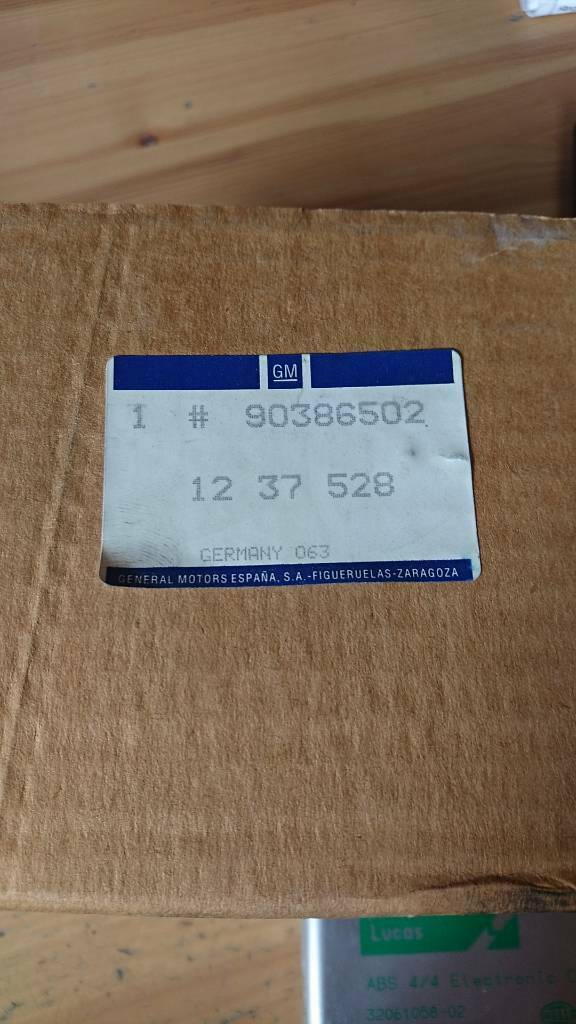 GM
1 # 90386502
12 37 528
GERMANY 063
GENERAL MOTORS ESPAÑA, S.A.-FIGUERUELAS-ZARAGOZA
Lucas
ABS 4/4 Electronic
32061058-02